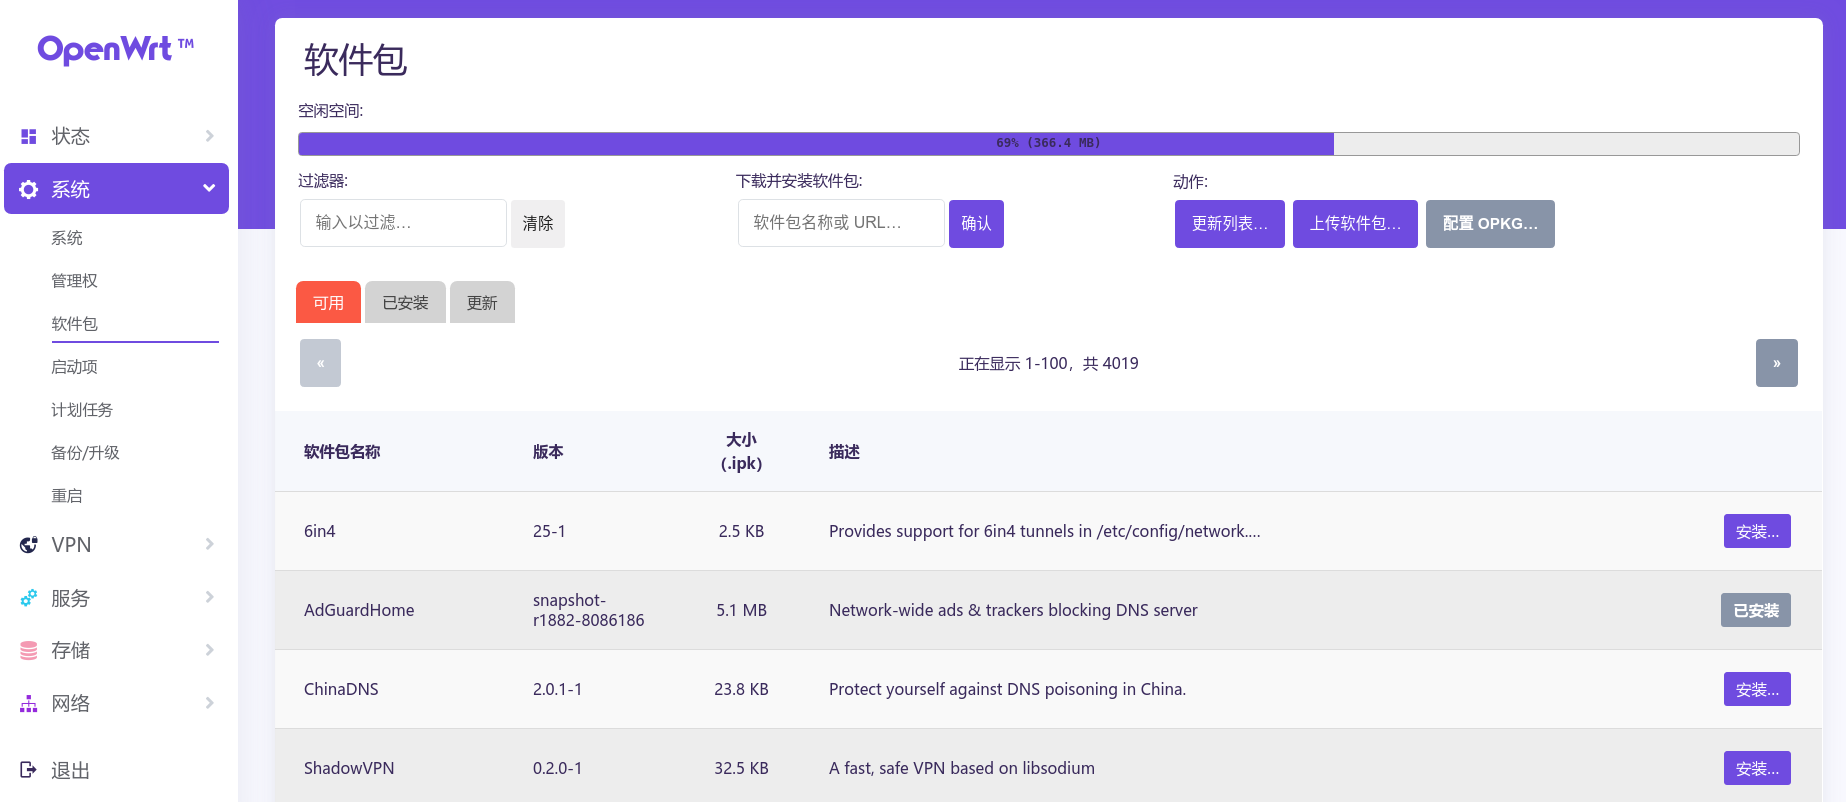 OpenWrt ™
状态
系统
系统
管理权
软件包
启动项
计划任务
备份/升级
重启
VPN
服务
存储
网络
退出
软件包
空闲空间:
69% (366.4 MB)
过滤器:
输入以过滤…
清除
下载并安装软件包:
软件包名称或 URL…
确认
动作:
更新列表…
上传软件包…
配置 OPKG…
可用
已安装
更新
«
正在显示 1-100，共 4019
»
软件包名称 版本 大小 描述
（.ipk）
6in4 25-1 2.5 KB Provides support for 6in4 tunnels in /etc/config/network.… 安装…
AdGuardHome snapshot- 5.1 MB Network-wide ads & trackers blocking DNS server 已安装
r1882-8086186
ChinaDNS 2.0.1-1 23.8 KB Protect yourself against DNS poisoning in China. 安装…
ShadowVPN 0.2.0-1 32.5 KB A fast, safe VPN based on libsodium 安装…